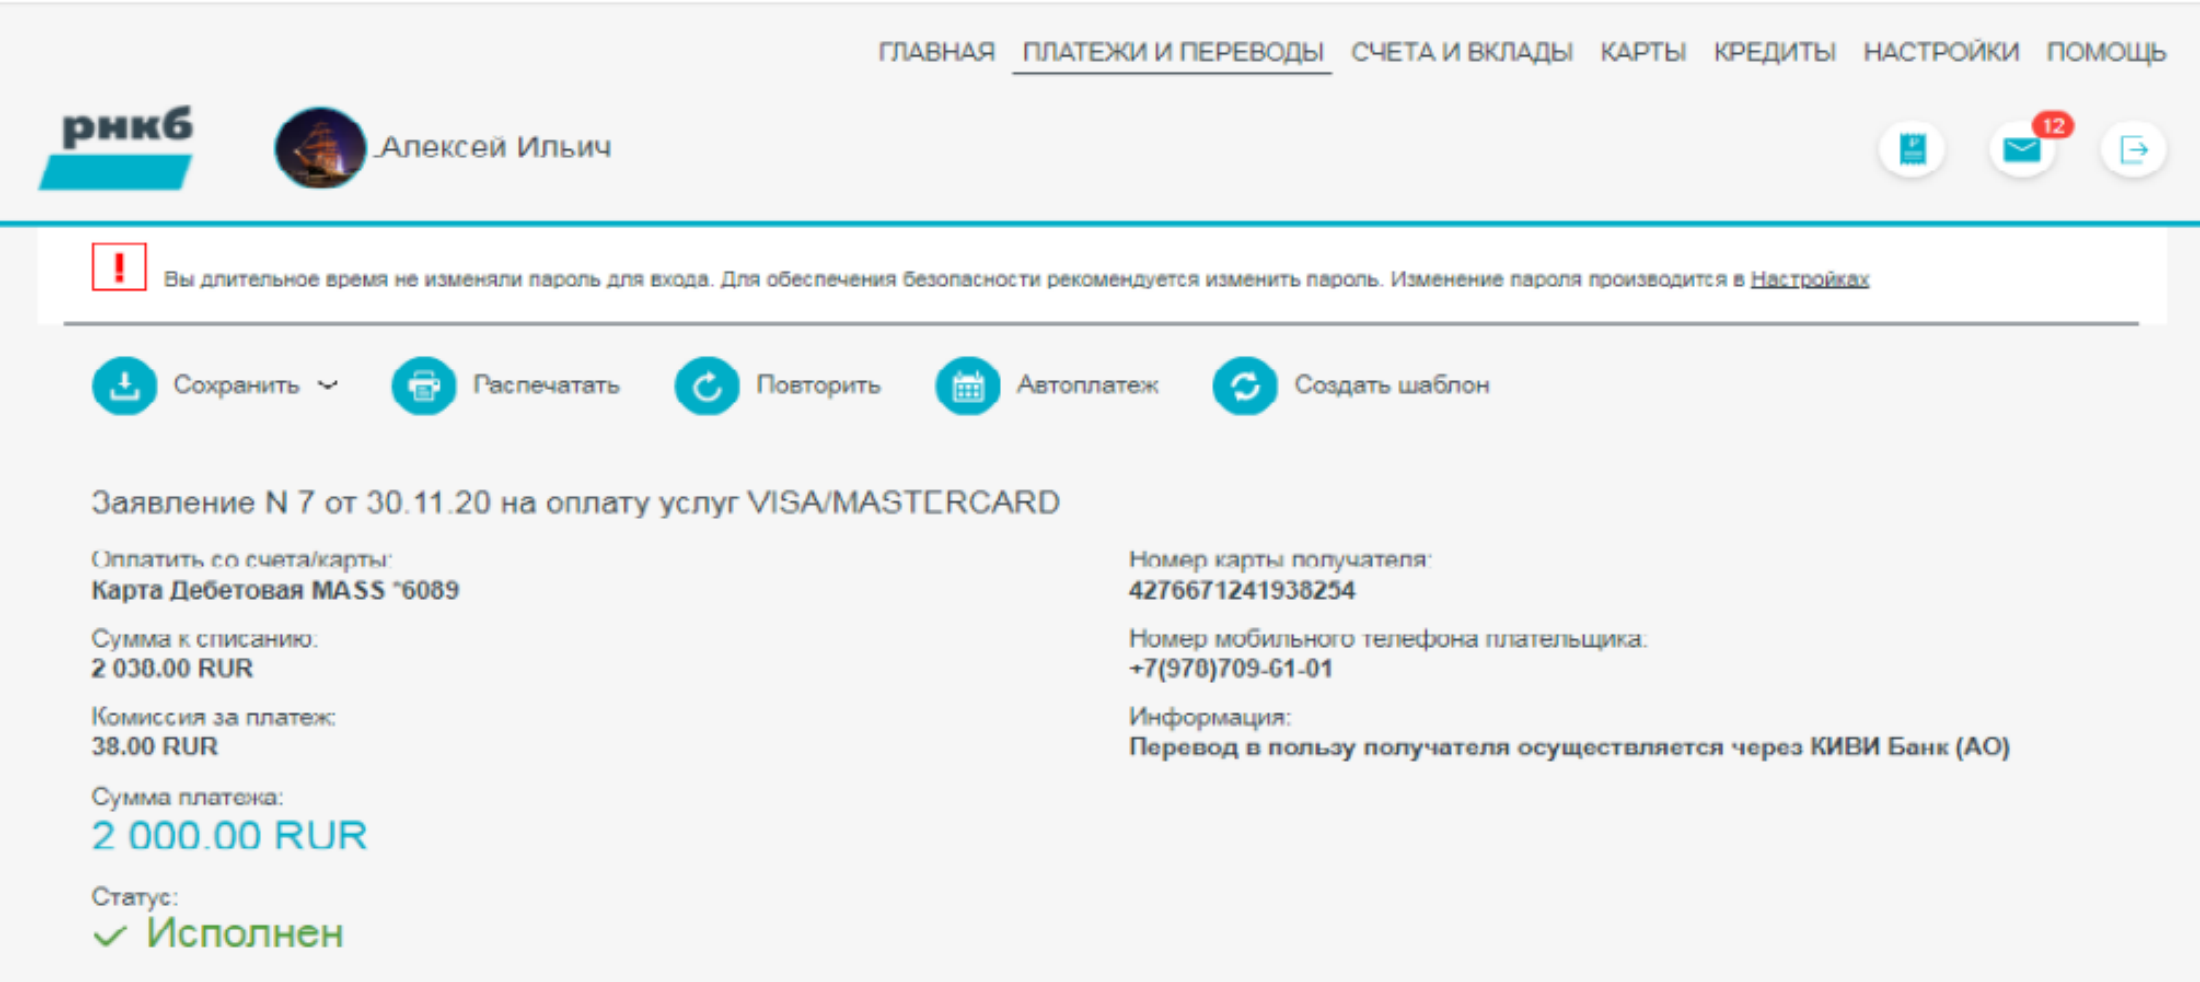 ГЛАВНАЯ ПЛАТЕЖИ И ПЕРЕВОДЫ СЧЕТА И ВКЛАДЫ КАРТЫ КРЕДИТЫ НАСТРОЙКИ ПОМОЩЬ
рнкб
Алексей Ильич
12
! Вы длительное время не изменяли пароль для входа. Для обеспечения безопасности рекомендуется изменить пароль. Изменение пароля производится в Настройках
Сохранить Распечатать Повторить Автоплатеж Создать шаблон
Заявление N 7 от 30.11.20 на оплату услуг VISA/MASTERCARD
Оплатить со счета/карты:
Карта Дебетовая MASS *6089
Сумма к списанию:
2 038.00 RUR
Комиссия за платеж:
38.00 RUR
Сумма платежа:
2 000.00 RUR
Статус:
Исполнен
Номер карты получателя:
4276671241938254
Номер мобильного телефона плательщика:
+7(978)709-61-01
Информация:
Перевод в пользу получателя осуществляется через КИВИ Банк (АО)